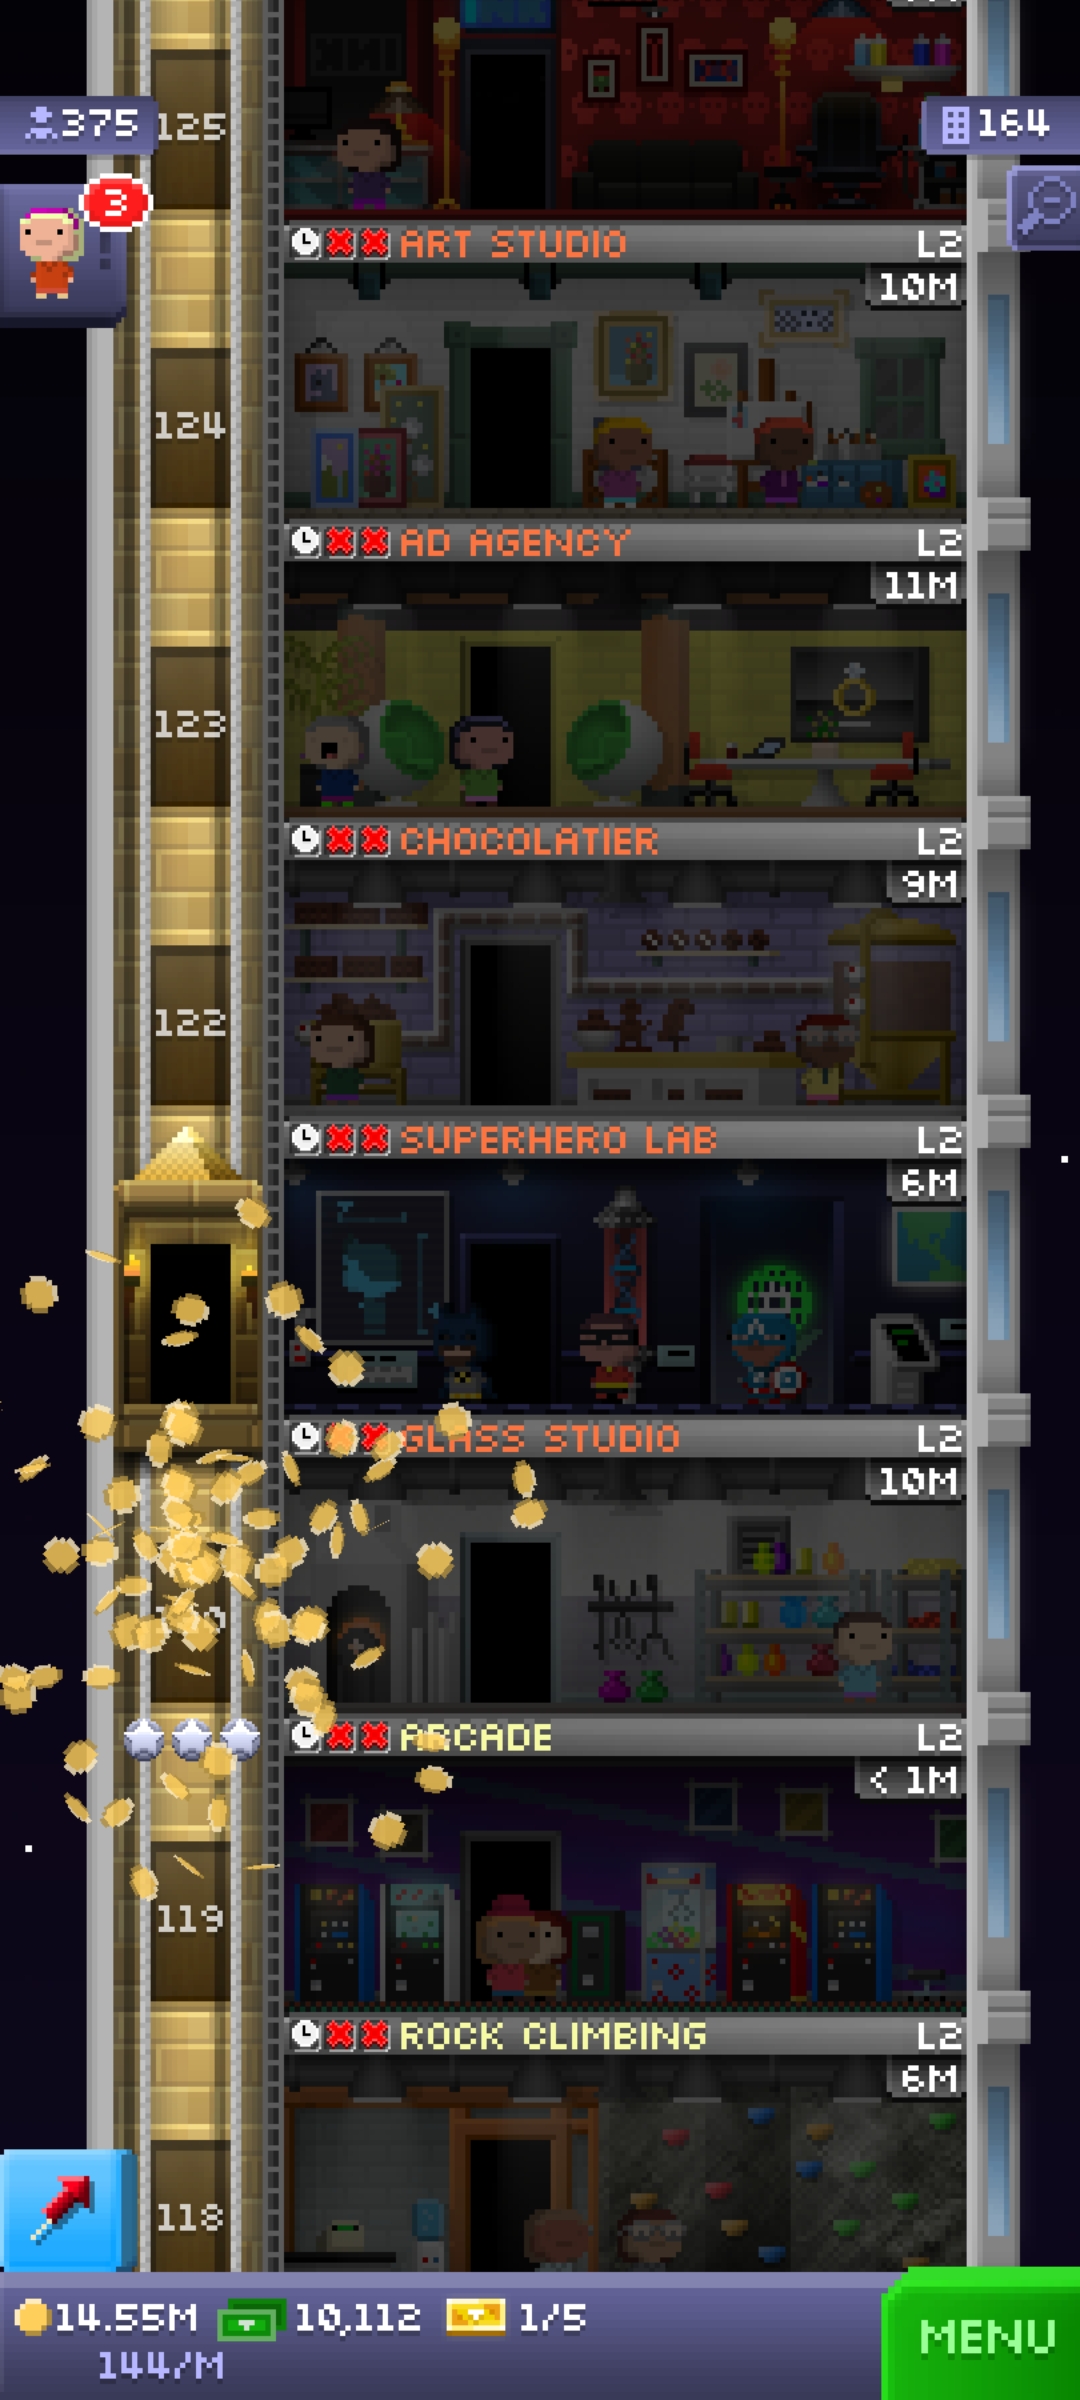 375
125
164
3
ART STUDIO
L2
10M
124
AD AGENCY
L2
11M
123
CHOCOLATIER
L2
9M
122
SUPERHERO LAB
L2
6M
GLASS STUDIO
L2
10M
ARCADE
L2
< 1M
119
ROCK CLIMBING
L2
6M
118
14.55M
10,112
1/5
144/M
MENU